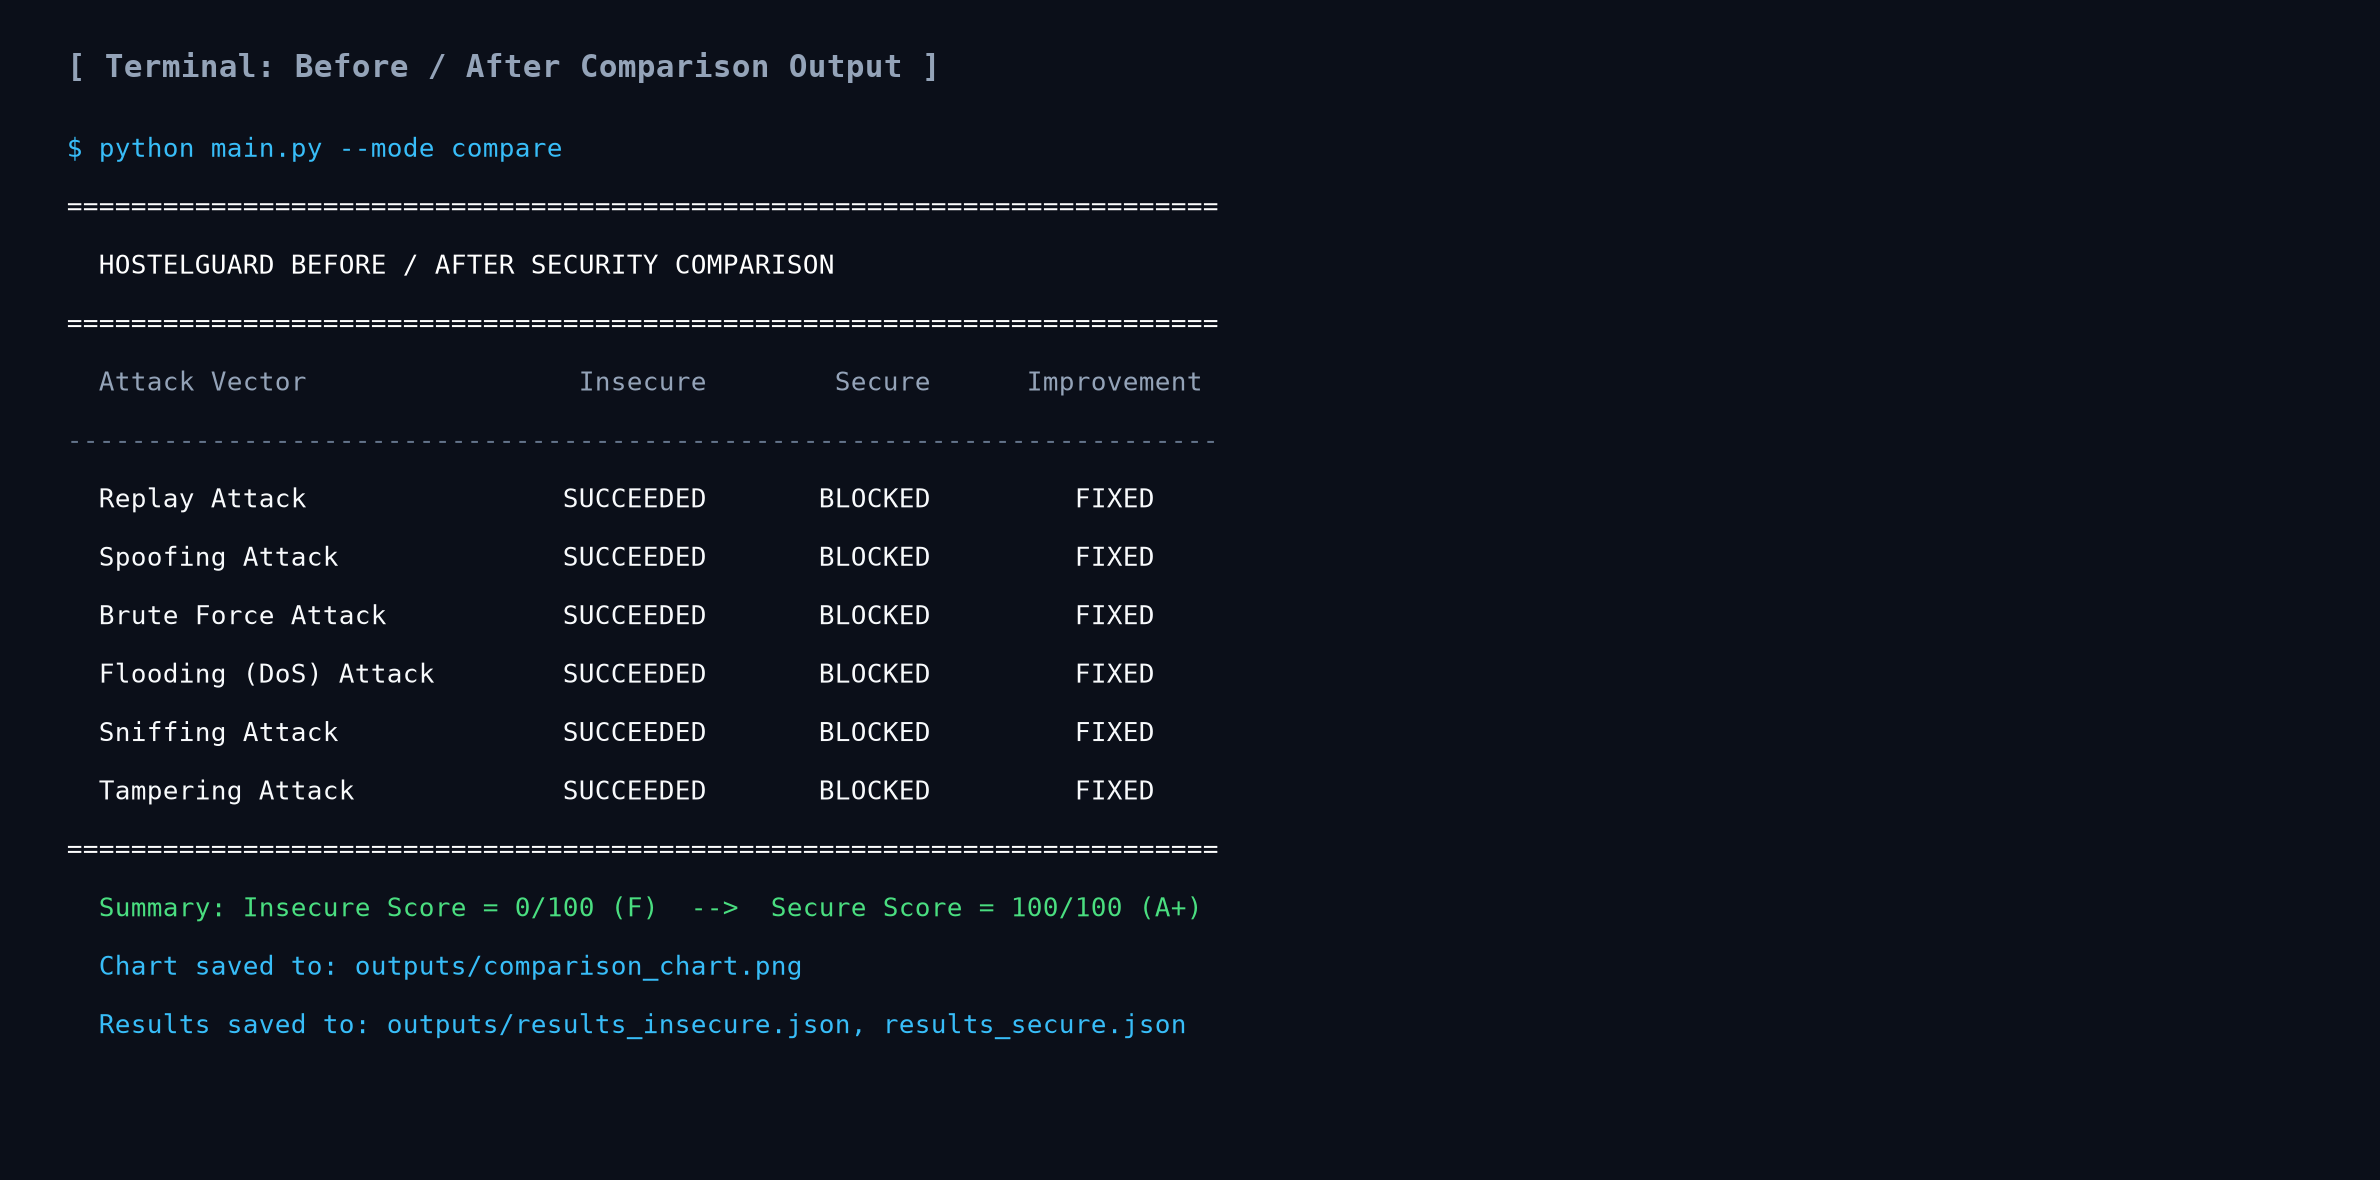 [ Terminal: Before / After Comparison Output ]
$ python main.py --mode compare
========================================================================
  HOSTELGUARD BEFORE / AFTER SECURITY COMPARISON
========================================================================
  Attack Vector                 Insecure        Secure      Improvement
------------------------------------------------------------------------
  Replay Attack                SUCCEEDED       BLOCKED         FIXED
  Spoofing Attack              SUCCEEDED       BLOCKED         FIXED
  Brute Force Attack           SUCCEEDED       BLOCKED         FIXED
  Flooding (DoS) Attack        SUCCEEDED       BLOCKED         FIXED
  Sniffing Attack              SUCCEEDED       BLOCKED         FIXED
  Tampering Attack             SUCCEEDED       BLOCKED         FIXED
========================================================================
  Summary: Insecure Score = 0/100 (F)  -->  Secure Score = 100/100 (A+)
  Chart saved to: outputs/comparison_chart.png
  Results saved to: outputs/results_insecure.json, results_secure.json